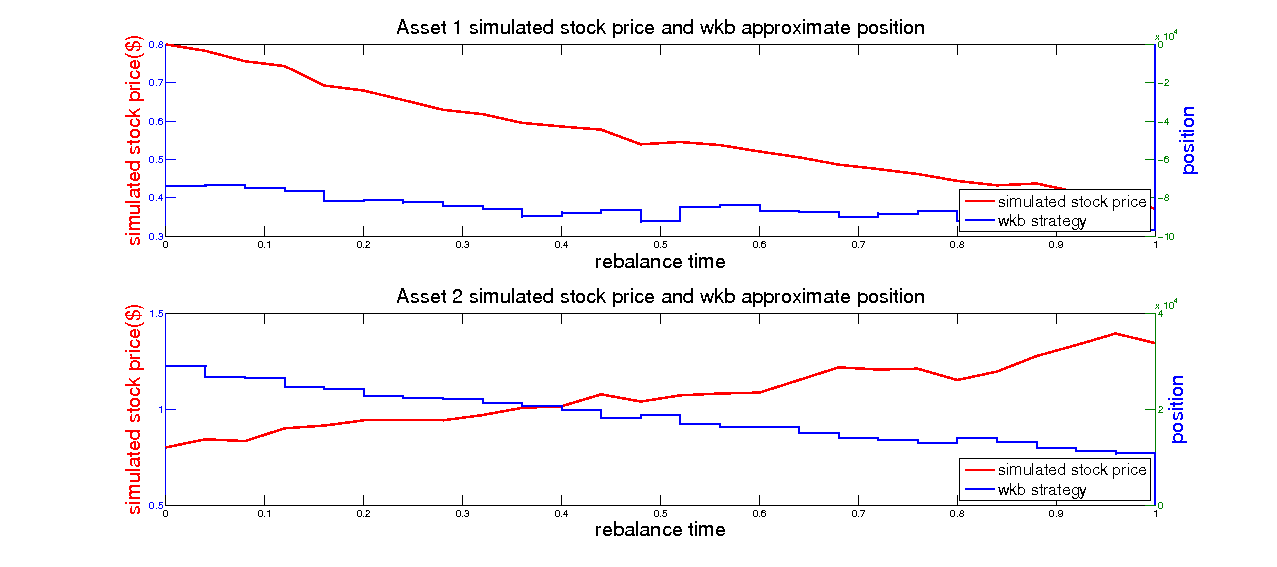 Asset 1 simulated stock price and wkb approximate position
x 10^4
simulated stock price($)
0.8
0.7
0.6
0.5
0.4
0.3
0
-2
-4
-6
-8
-10
position
simulated stock price
wkb strategy
0 0.1 0.2 0.3 0.4 0.5 0.6 0.7 0.8 0.9 1
rebalance time
Asset 2 simulated stock price and wkb approximate position
x 10^4
simulated stock price($)
1.5
1
0.5
4
2
0
position
simulated stock price
wkb strategy
0 0.1 0.2 0.3 0.4 0.5 0.6 0.7 0.8 0.9 1
rebalance time